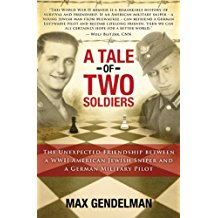 "THIS WORLD WAR II MEMOIR IS A REMARKABLE HISTORY OF
SURVIVAL AND FRIENDSHIP. IF AN AMERICAN MILITARY SNIPER – A
YOUNG JEWISH MAN FROM MILWAUKEE – CAN BEFRIEND A GERMAN
LUFTWAFFE PILOT AND BECOME LIFELONG FRIENDS, THEN WE CAN
ALL CERTAINLY HOPE FOR A BETTER WORLD."
— WOLF BLITZER, CNN
A TALE
-OF-
TWO
SOLDIERS
THE UNEXPECTED FRIENDSHIP BETWEEN
A WWII AMERICAN JEWISH SNIPER AND
A GERMAN MILITARY PILOT
MAX GENDELMAN